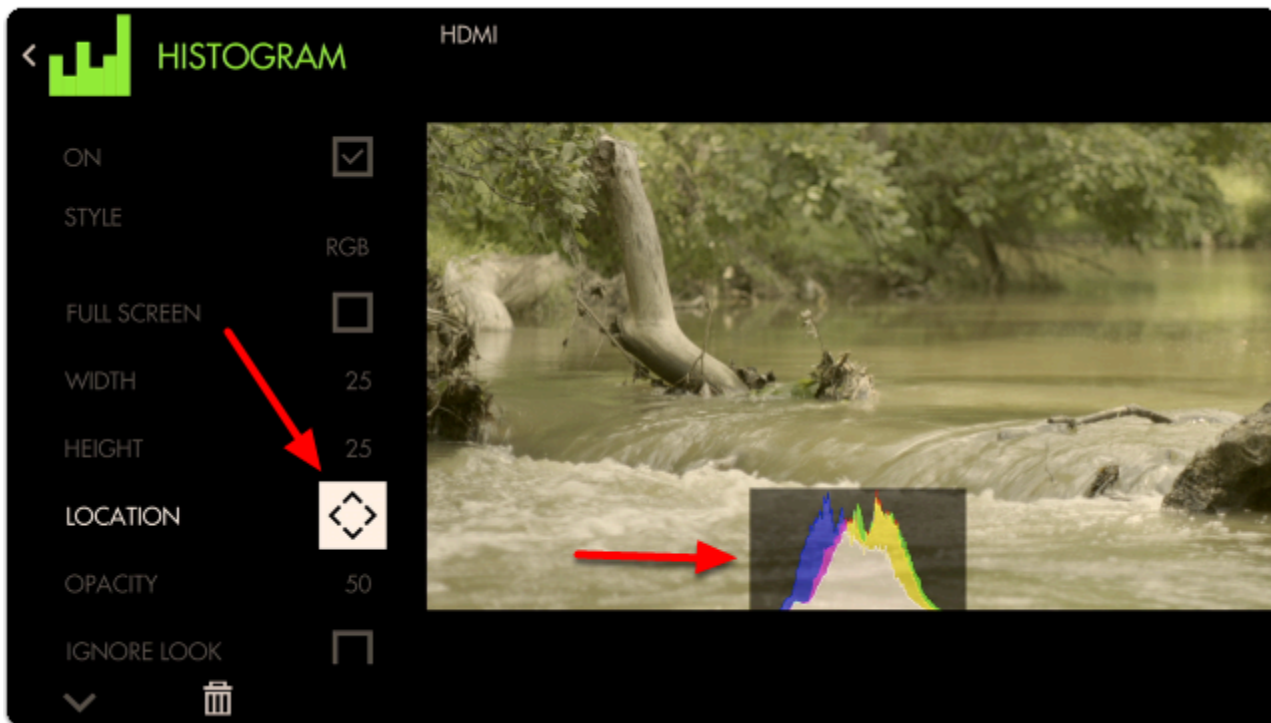 HISTOGRAM
HDMI
ON
STYLE
RGB
FULL SCREEN
WIDTH 25
HEIGHT 25
LOCATION
OPACITY 50
IGNORE LOOK